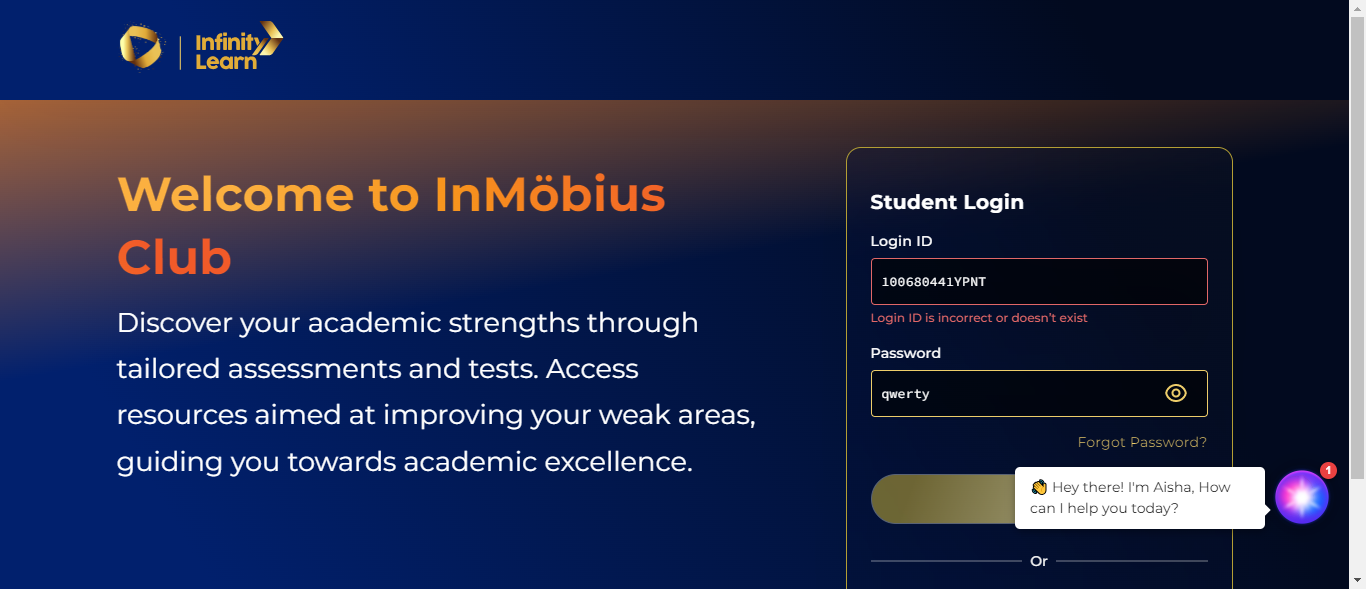 Infinity
Learn
Welcome to InMöbius
Club
Discover your academic strengths through
tailored assessments and tests. Access
resources aimed at improving your weak areas,
guiding you towards academic excellence.
Student Login
Login ID
100680441YPNT
Login ID is incorrect or doesn't exist
Password
qwerty
Forgot Password?
👋 Hey there! I'm Aisha, How
can I help you today?
1
Or